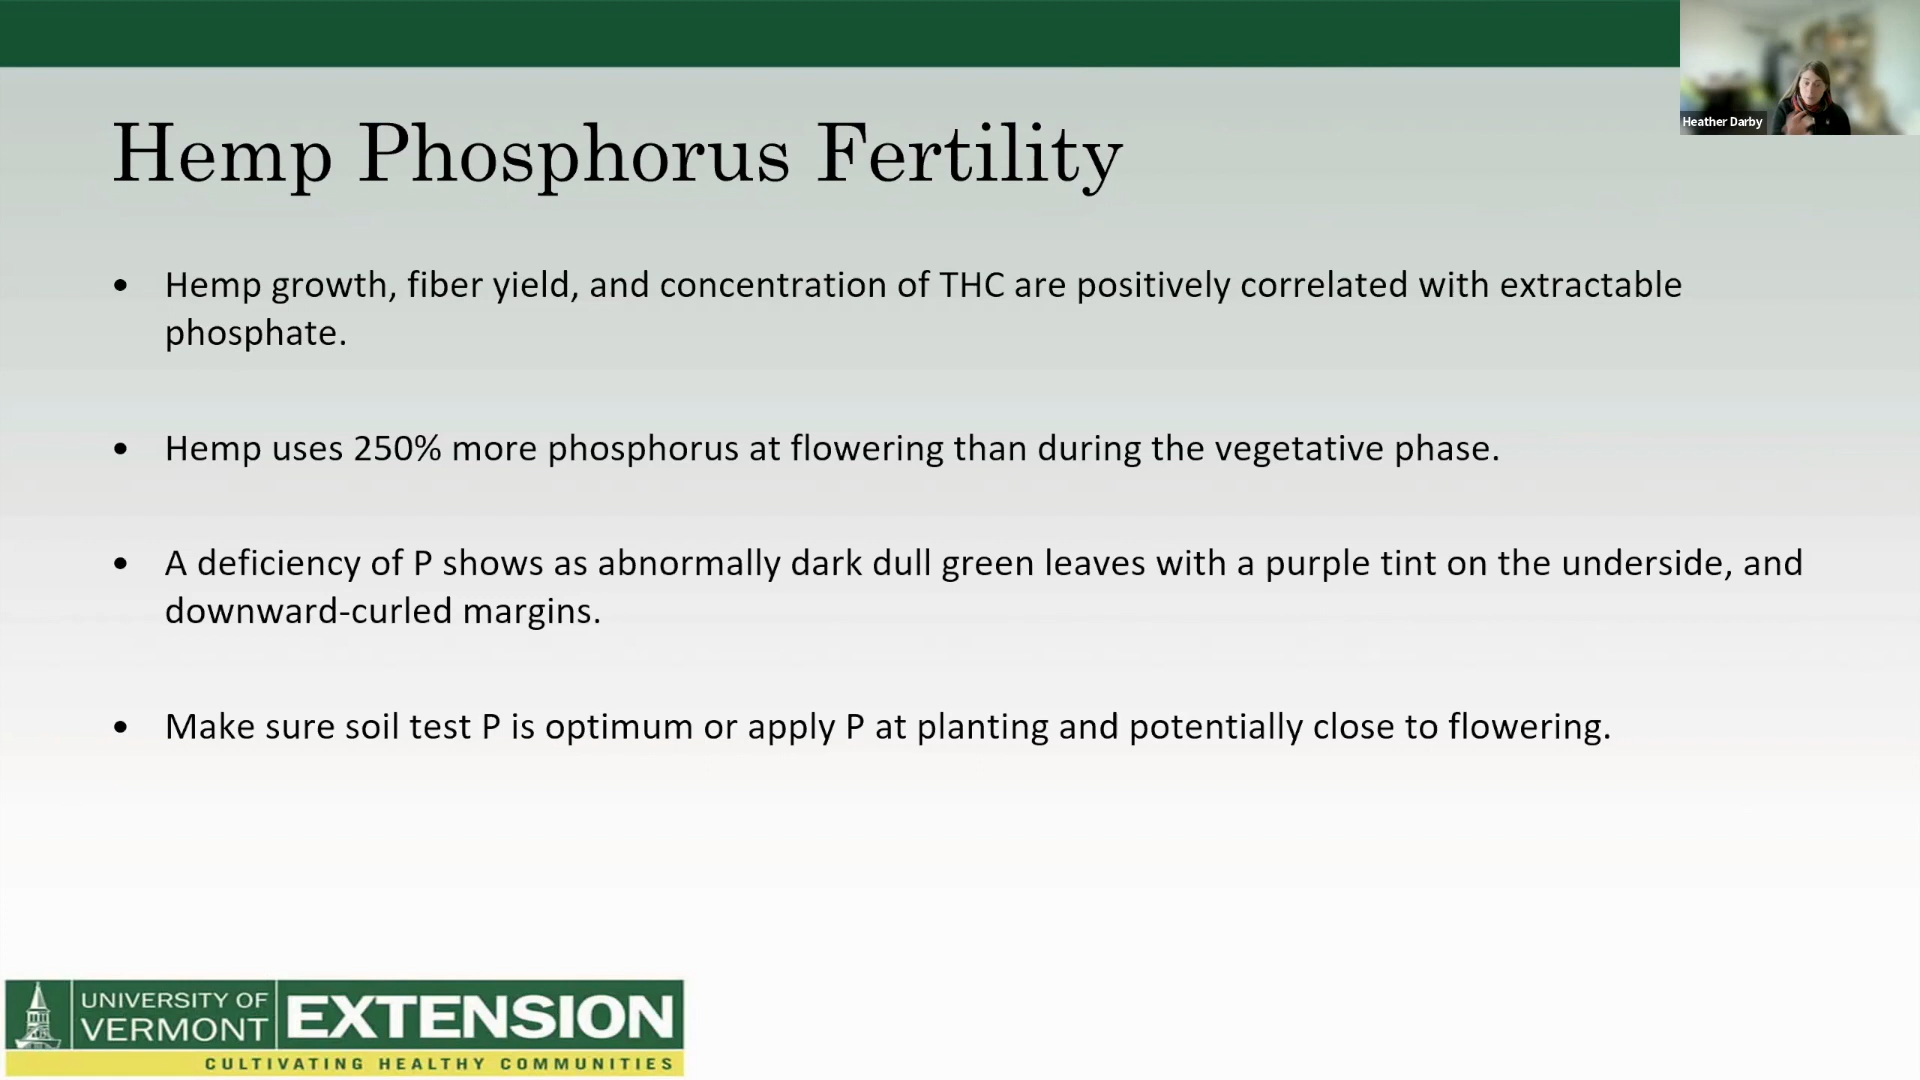 Heather Darby
Hemp Phosphorus Fertility
• Hemp growth, fiber yield, and concentration of THC are positively correlated with extractable
phosphate.
• Hemp uses 250% more phosphorus at flowering than during the vegetative phase.
• A deficiency of P shows as abnormally dark dull green leaves with a purple tint on the underside, and
downward-curled margins.
• Make sure soil test P is optimum or apply P at planting and potentially close to flowering.
UNIVERSITY OF
VERMONT
EXTENSION
CULTIVATING HEALTHY COMMUNITIES